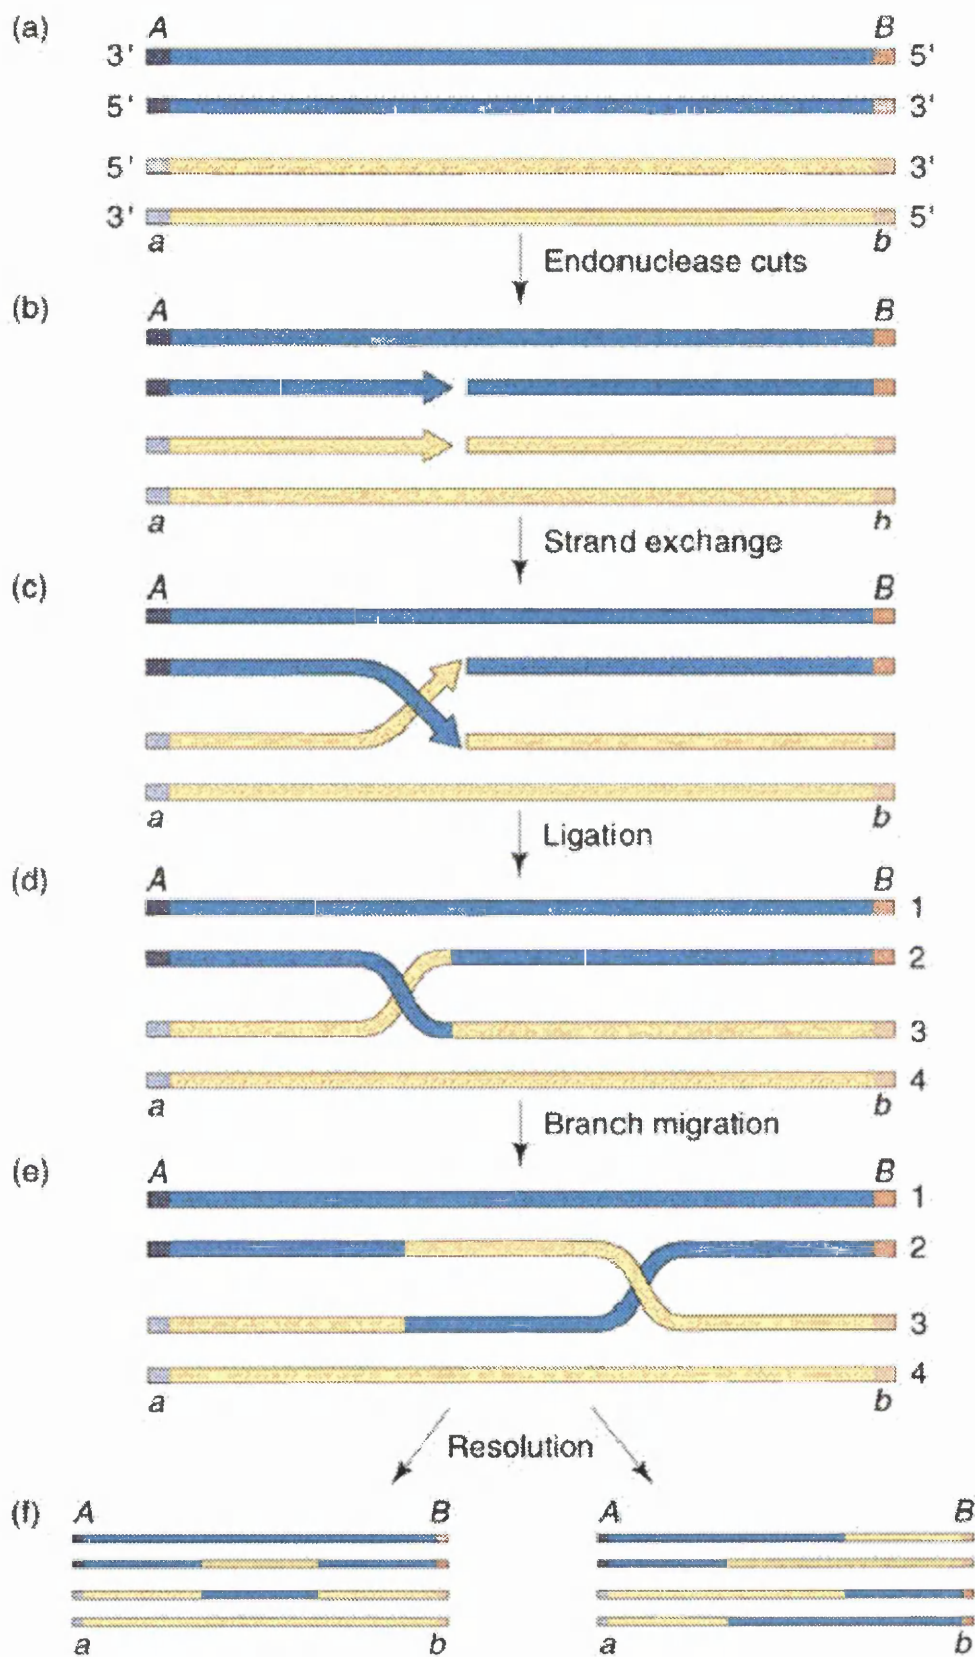 (a)
A B
3' 5'
5' 3'
5' 3'
3' 5'
a b
Endonuclease cuts
(b)
A B
a b
Strand exchange
(c)
A B
a b
Ligation
(d)
A B
1
2
3
4
a b
Branch migration
(e)
A B
1
2
3
4
a b
Resolution
(f)
A B A B
a b a b